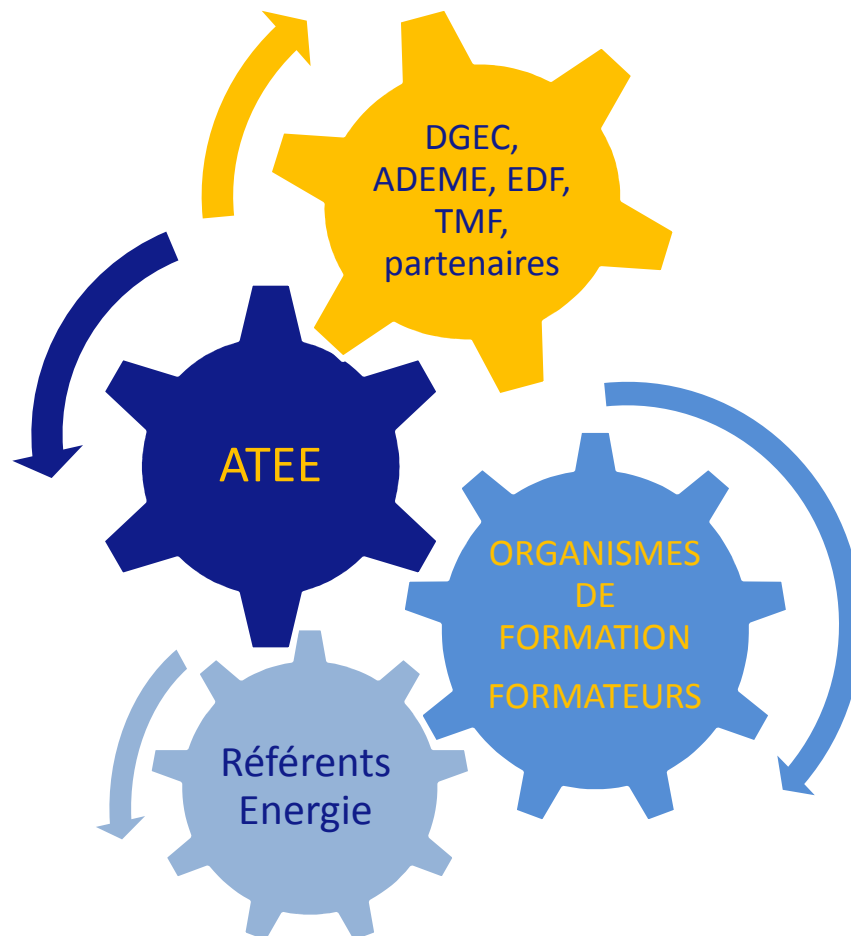 DGEC,
ADEME, EDF,
TMF,
partenaires
ATEE
ORGANISMES
DE
FORMATION
FORMATEURS
Référents
Energie